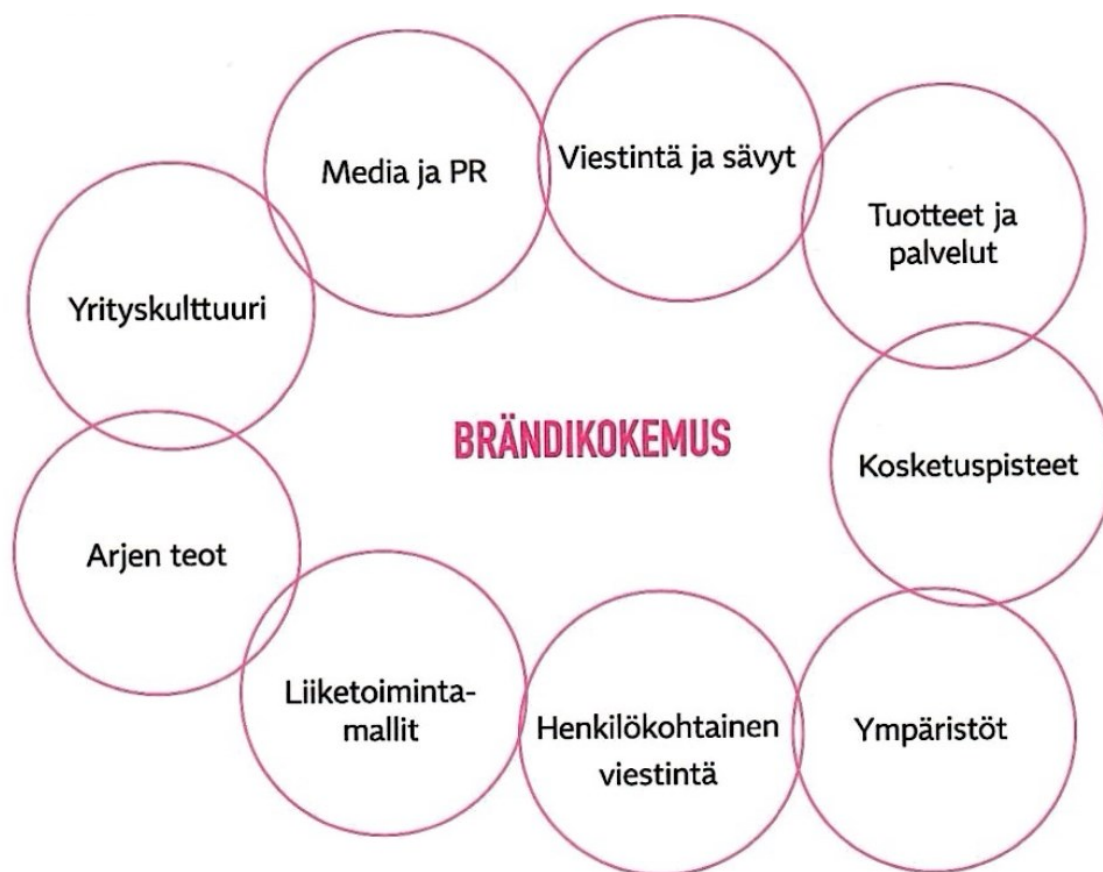 Media ja PR
Viestintä ja sävyt
Tuotteet ja
palvelut
Yrityskulttuuri
BRÄNDIKOKEMUS
Kosketuspisteet
Arjen teot
Liiketoiminta-
mallit
Henkilökohtainen
viestintä
Ympäristöt